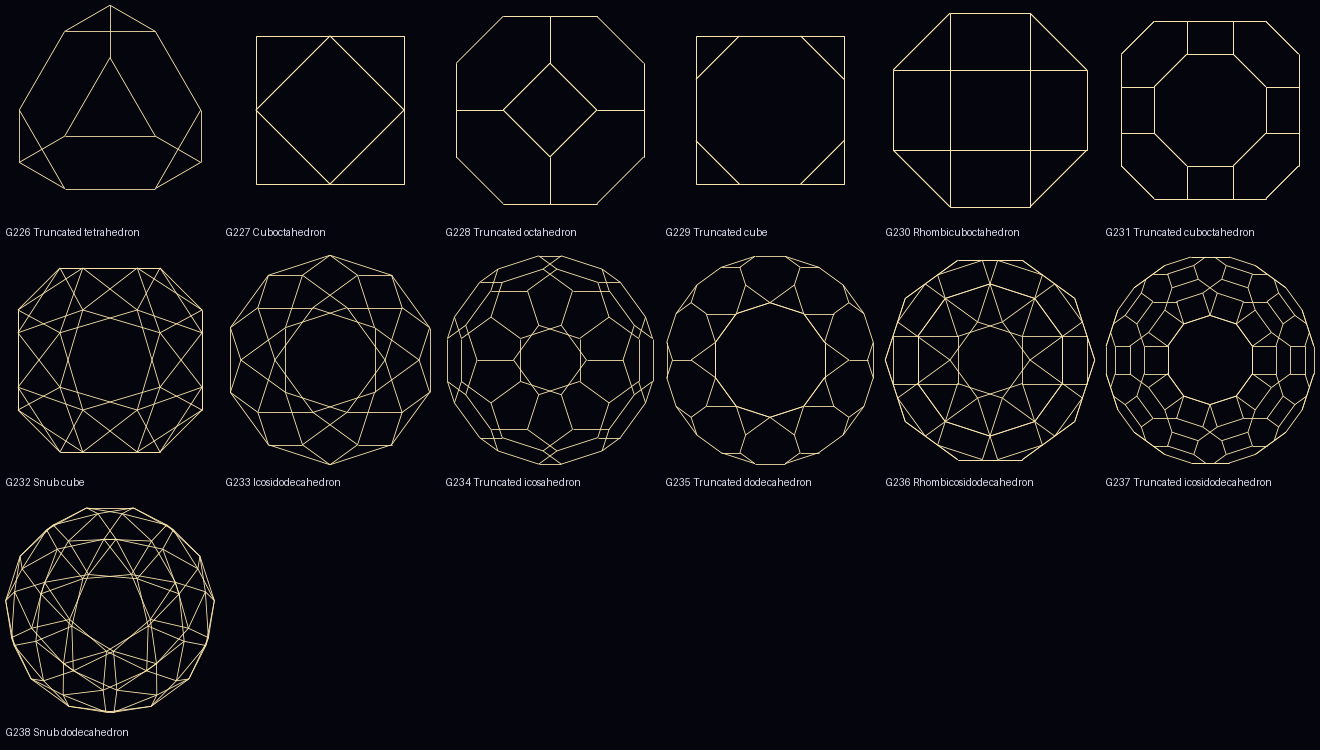 G226 Truncated tetrahedron
G227 Cuboctahedron
G228 Truncated octahedron
G229 Truncated cube
G230 Rhombicuboctahedron
G231 Truncated cuboctahedron
G232 Snub cube
G233 Icosidodecahedron
G234 Truncated icosahedron
G235 Truncated dodecahedron
G236 Rhombicosidodecahedron
G237 Truncated icosidodecahedron
G238 Snub dodecahedron